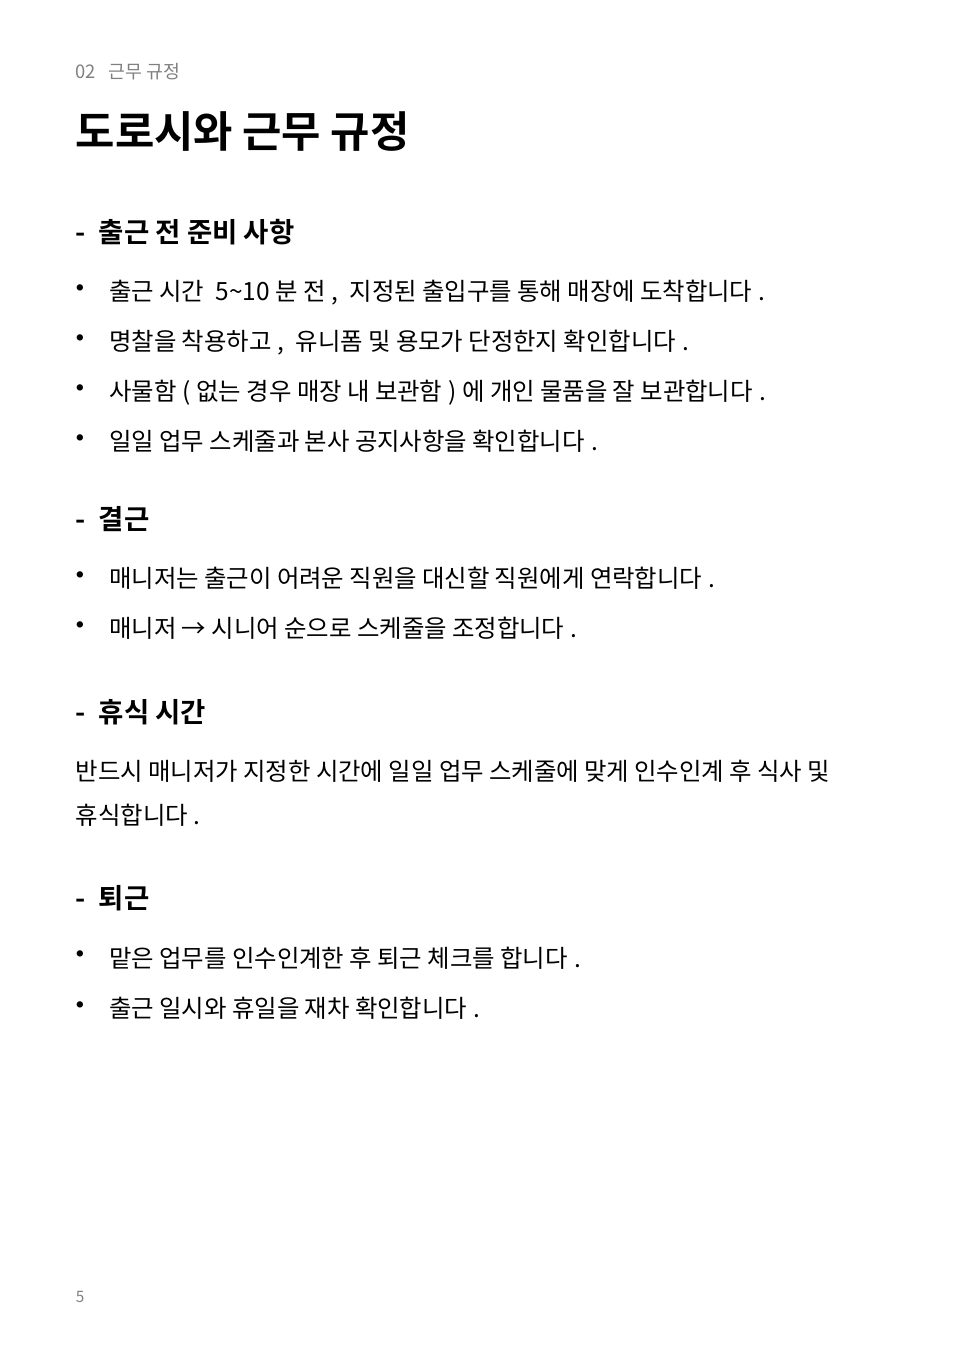 02 근무 규정
도로시와 근무 규정
- 출근 전 준비 사항
• 출근 시간 5~10 분 전 , 지정된 출입구를 통해 매장에 도착합니다 .
• 명찰을 착용하고 , 유니폼 및 용모가 단정한지 확인합니다 .
• 사물함 ( 없는 경우 매장 내 보관함 ) 에 개인 물품을 잘 보관합니다 .
• 일일 업무 스케줄과 본사 공지사항을 확인합니다 .
- 결근
• 매니저는 출근이 어려운 직원을 대신할 직원에게 연락합니다 .
• 매니저 → 시니어 순으로 스케줄을 조정합니다 .
- 휴식 시간
반드시 매니저가 지정한 시간에 일일 업무 스케줄에 맞게 인수인계 후 식사 및
휴식합니다 .
- 퇴근
• 맡은 업무를 인수인계한 후 퇴근 체크를 합니다 .
• 출근 일시와 휴일을 재차 확인합니다 .
5